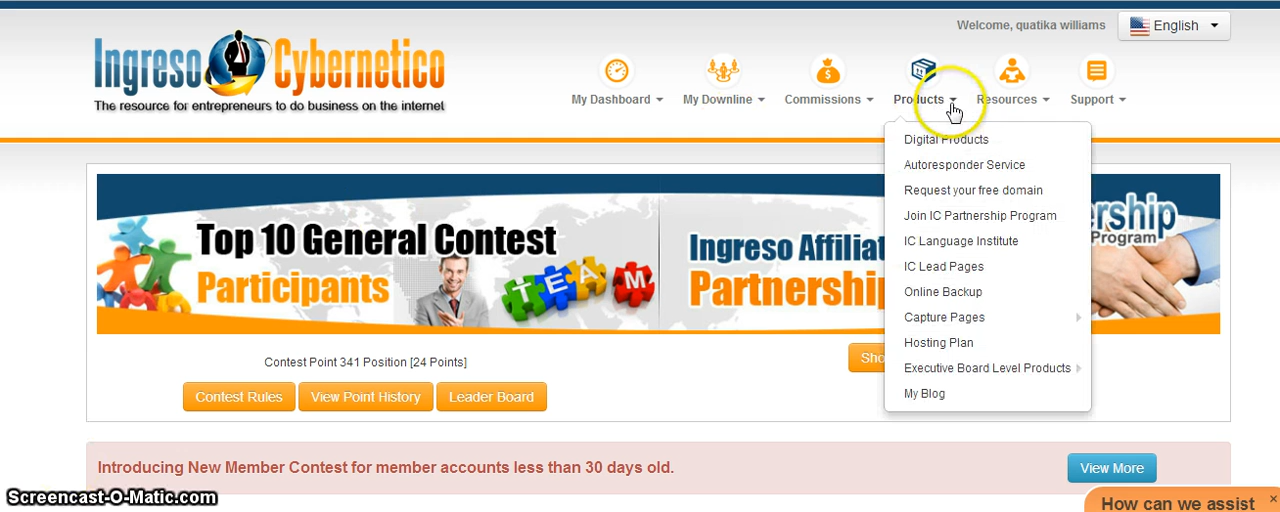 Welcome, quatika williams
English
Ingreso Cybernetico
The resource for entrepreneurs to do business on the internet
My Dashboard
My Downline
Commissions
Products
Resources
Support
Digital Products
Autoresponder Service
Request your free domain
Join IC Partnership Program
IC Language Institute
IC Lead Pages
Online Backup
Capture Pages
Hosting Plan
Executive Board Level Products
My Blog
Top 10 General Contest
Participants
TEAM
Ingreso Affilia
Partnership
ership
Program
Contest Point 341 Position [24 Points]
Sho
Contest Rules
View Point History
Leader Board
Introducing New Member Contest for member accounts less than 30 days old.
View More
Screencast-O-Matic.com
How can we assist